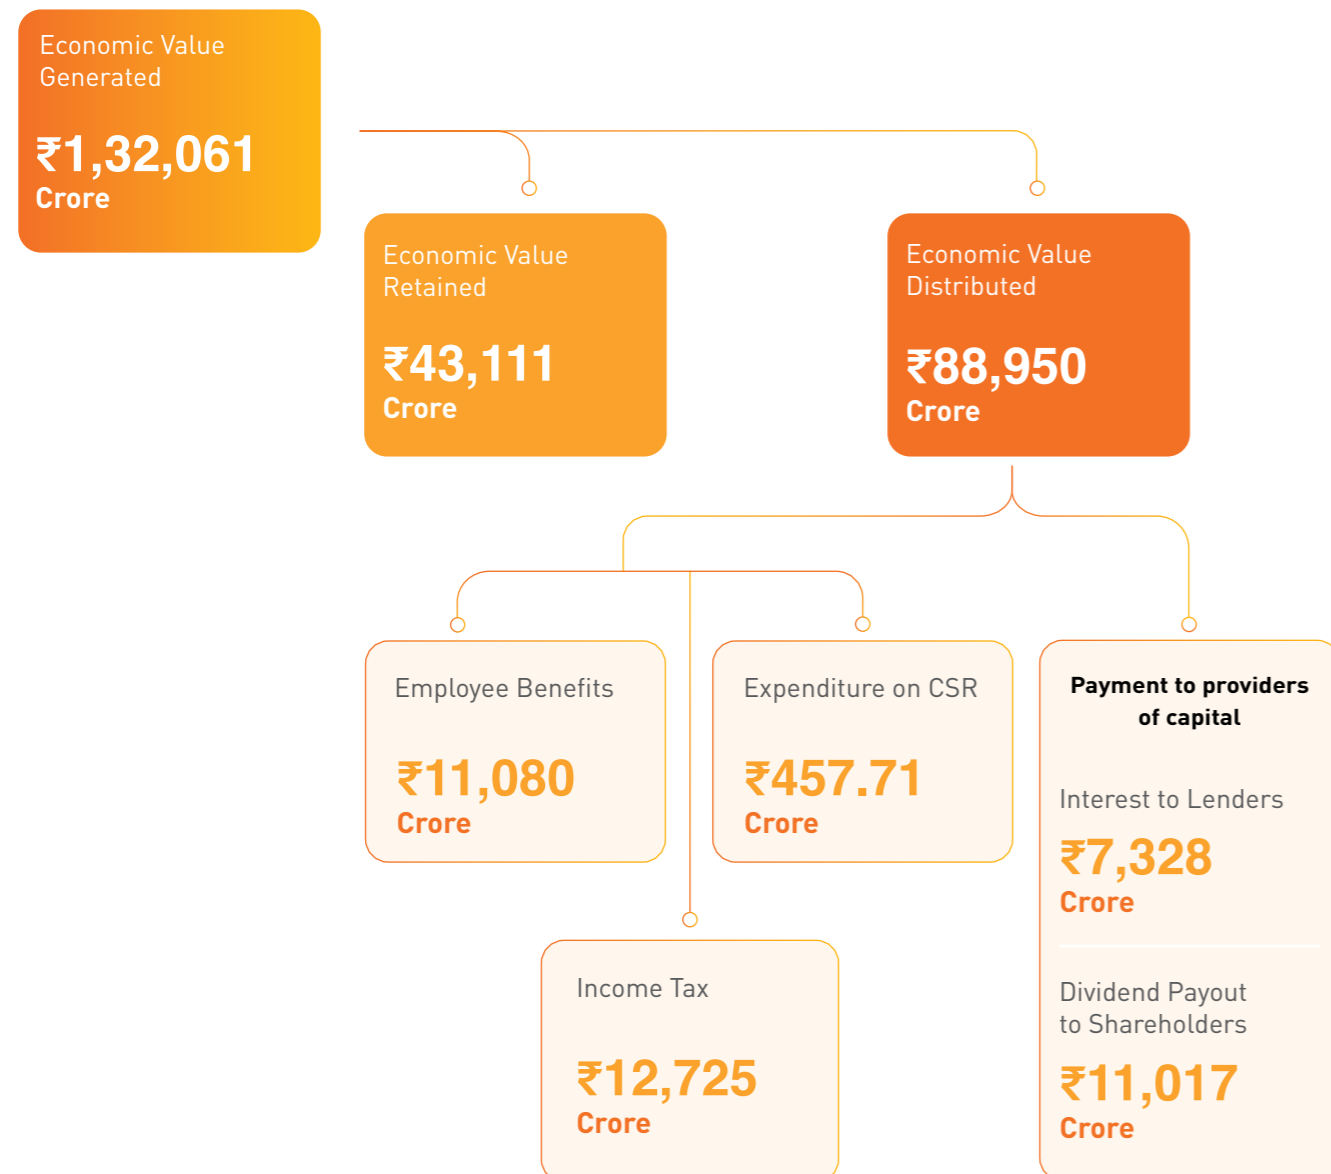 Economic Value
Generated
₹1,32,061
Crore
Economic Value
Retained
₹43,111
Crore
Economic Value
Distributed
₹88,950
Crore
Employee Benefits
₹11,080
Crore
Expenditure on CSR
₹457.71
Crore
Payment to providers
of capital
Interest to Lenders
₹7,328
Crore
Dividend Payout
to Shareholders
₹11,017
Crore
Income Tax
₹12,725
Crore